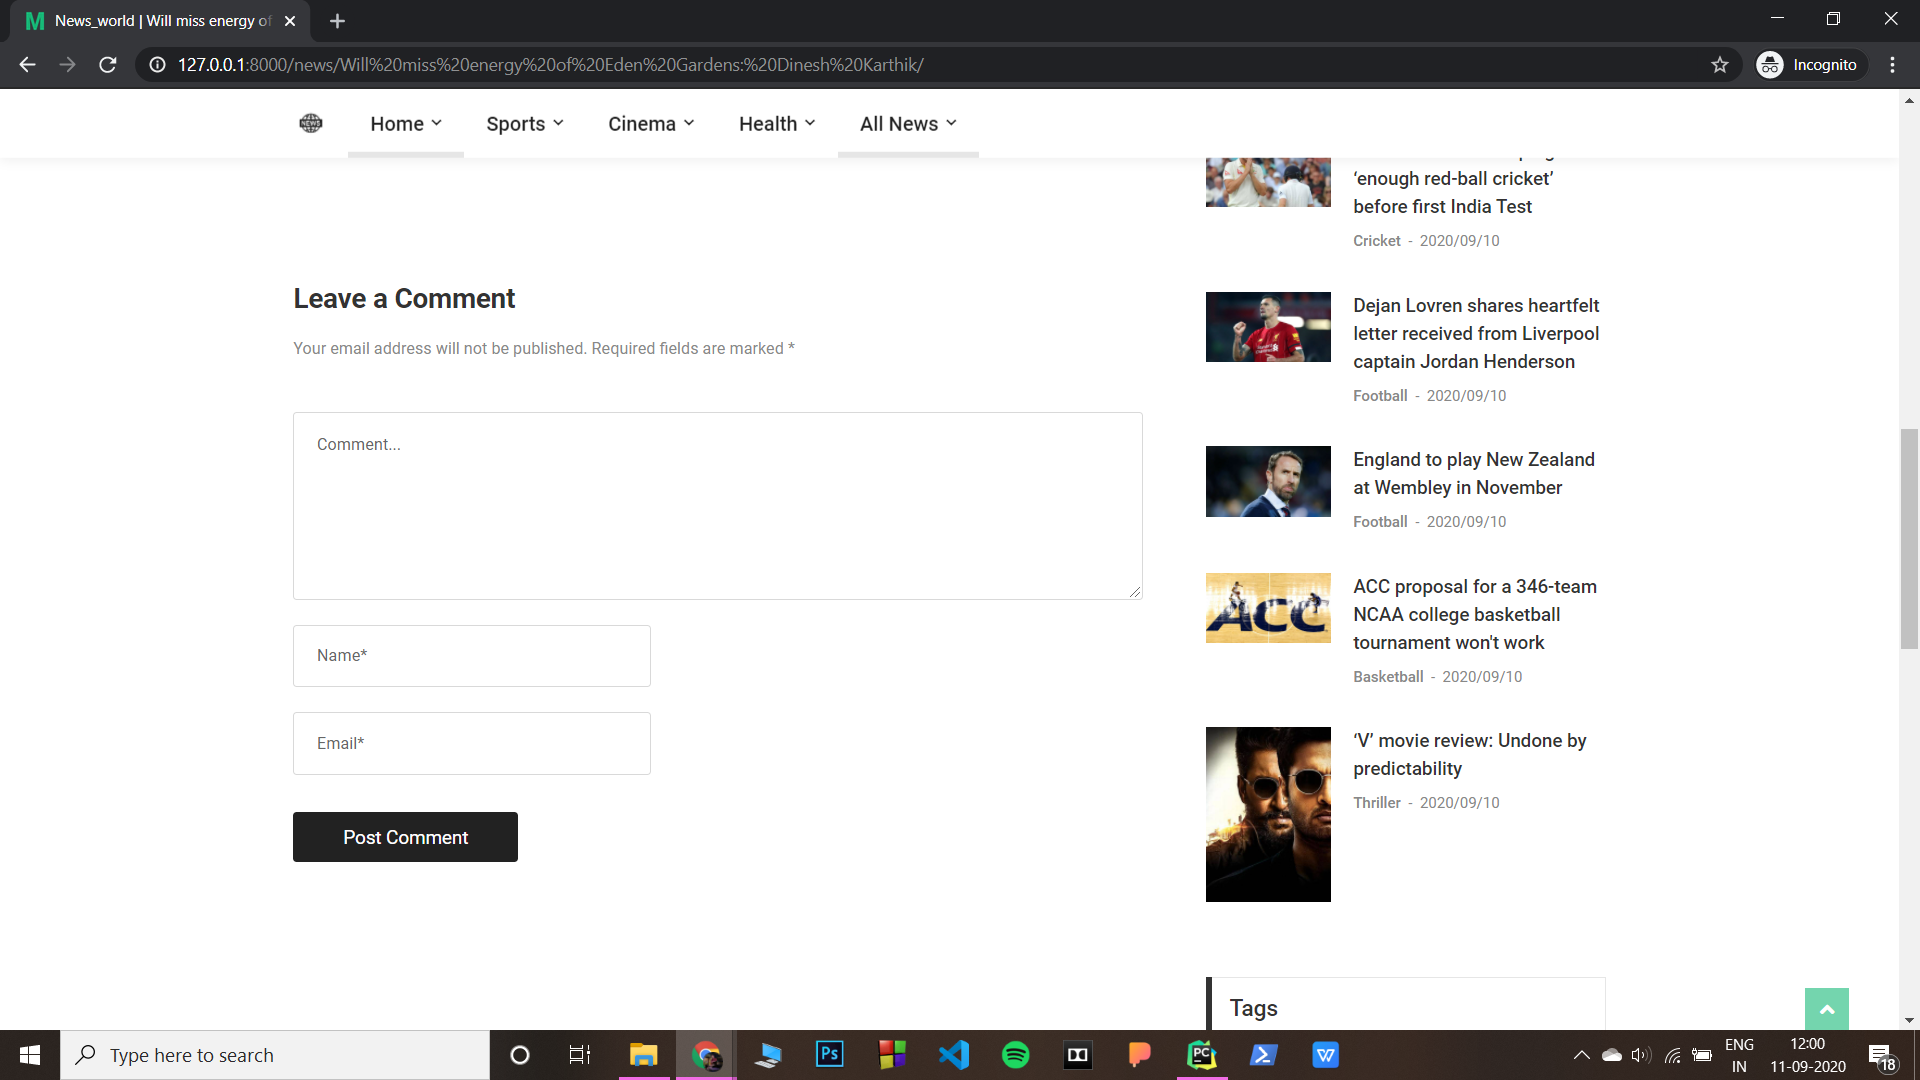 News_world | Will miss energy of
127.0.0.1:8000/news/Will%20miss%20energy%20of%20Eden%20Gardens:%20Dinesh%20Karthik/
Incognito
NEWS
Home
Sports
Cinema
Health
All News
Leave a Comment
Your email address will not be published. Required fields are marked *
Comment...
Name*
Email*
Post Comment
‘enough red-ball cricket’
before first India Test
Cricket - 2020/09/10
Dejan Lovren shares heartfelt
letter received from Liverpool
captain Jordan Henderson
Football - 2020/09/10
England to play New Zealand
at Wembley in November
Football - 2020/09/10
ACC
ACC proposal for a 346-team
NCAA college basketball
tournament won't work
Basketball - 2020/09/10
‘V’ movie review: Undone by
predictability
Thriller - 2020/09/10
Tags
Type here to search
Ps
PC
W
ENG
IN
12:00
11-09-2020
18